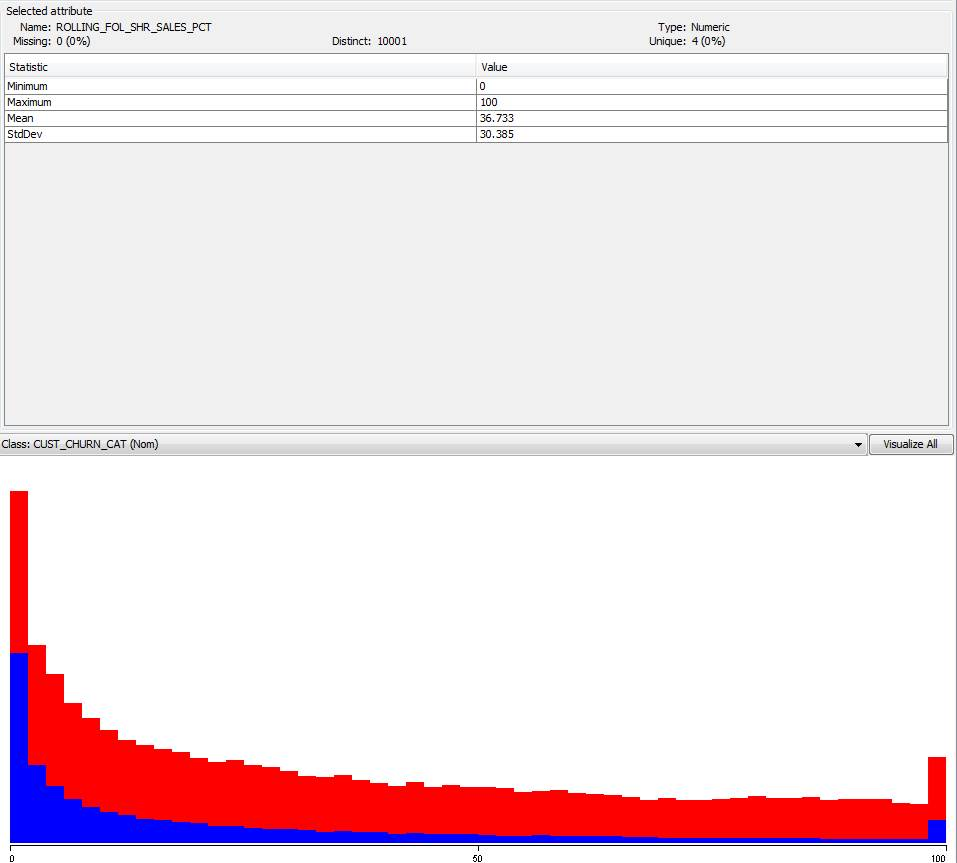 Selected attribute
Name: ROLLING_FOL_SHR_SALES_PCT Type: Numeric
Missing: 0 (0%) Distinct: 10001 Unique: 4 (0%)
Statistic Value
Minimum 0
Maximum 100
Mean 36.733
StdDev 30.385
Class: CUST_CHURN_CAT (Nom) Visualize All
0 50 100